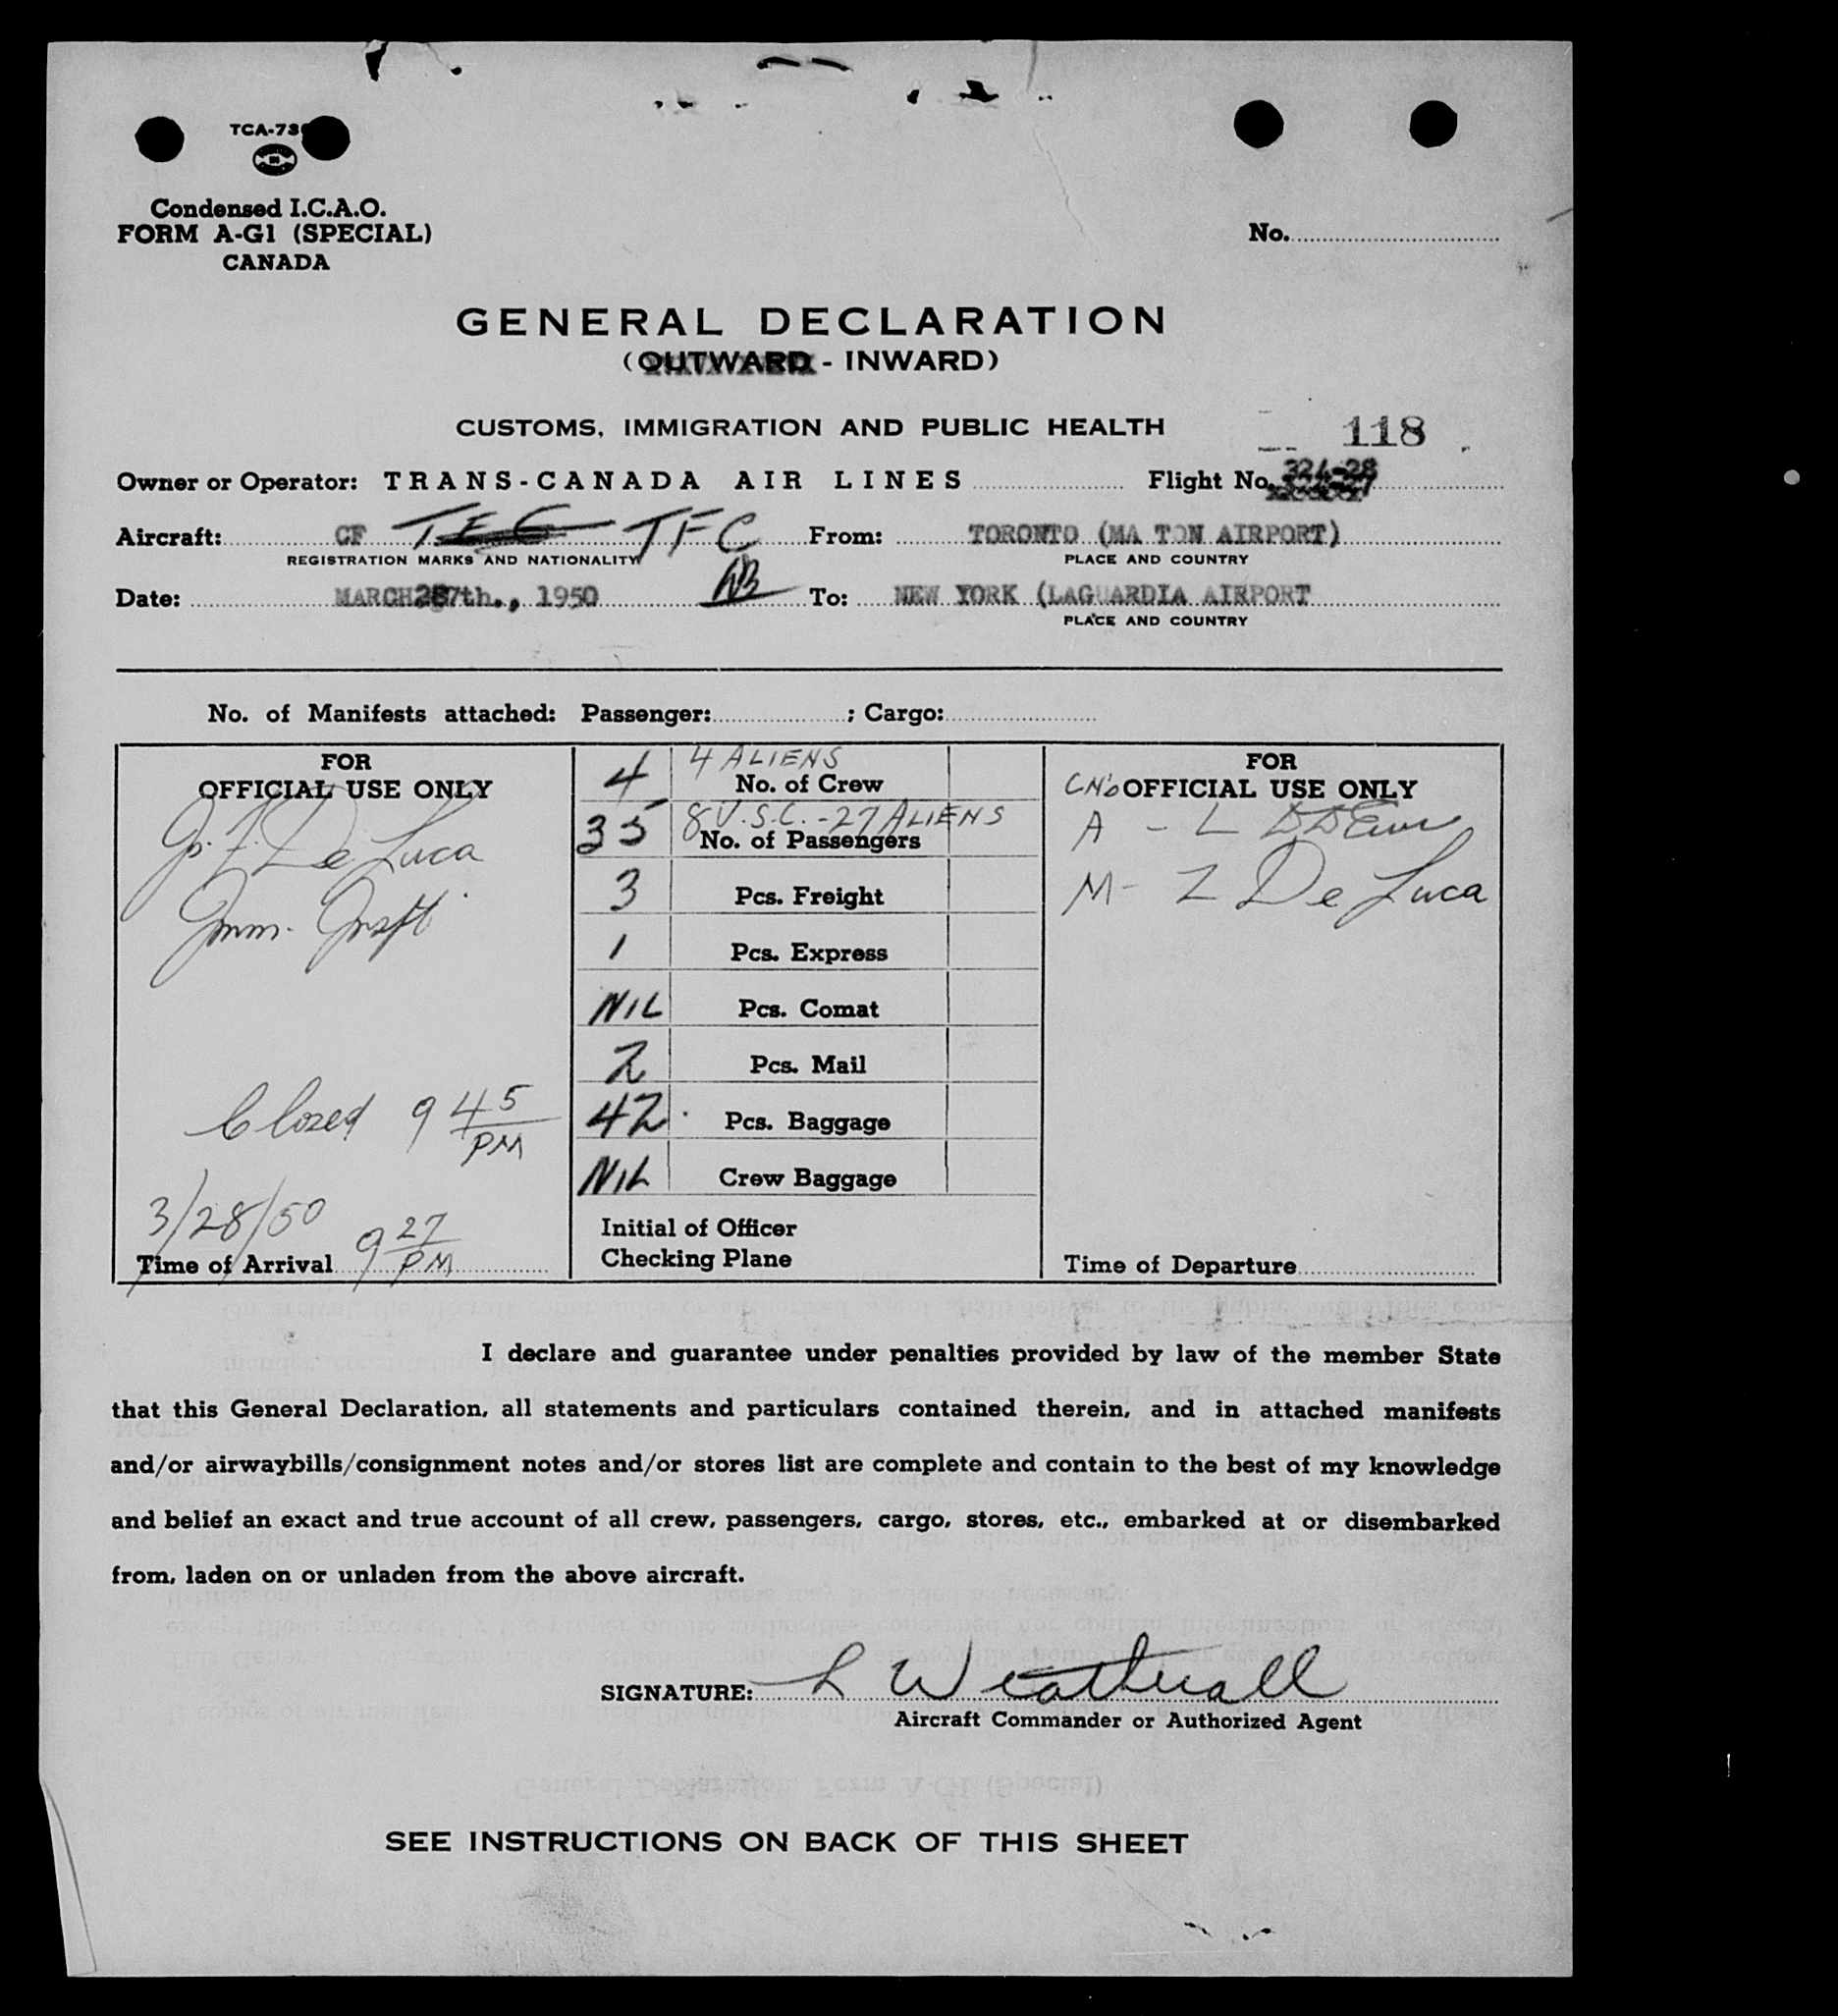 TCA-73
Condensed I.C.A.O.
FORM A-G1 (SPECIAL)
CANADA
No.
GENERAL DECLARATION
(OUTWARD - INWARD)
CUSTOMS, IMMIGRATION AND PUBLIC HEALTH
118
Owner or Operator: TRANS-CANADA AIR LINES Flight No. 324-28
Aircraft: CF TFC From: TORONTO (MA TON AIRPORT)
REGISTRATION MARKS AND NATIONALITY PLACE AND COUNTRY
Date: MARCH 28th., 1950 To: NEW YORK (LAGUARDIA AIRPORT
PLACE AND COUNTRY
No. of Manifests attached: Passenger: ; Cargo:
FOR
OFFICIAL USE ONLY
De Luca
Imm. Inspt.
Closed 9 45 PM
3/28/50
Time of Arrival 9 27 PM
4 4 ALIENS
No. of Crew
35 8 U.S.C. - 27 ALIENS
No. of Passengers
3 Pcs. Freight
1 Pcs. Express
NIL Pcs. Comat
2 Pcs. Mail
42 Pcs. Baggage
NIL Crew Baggage
Initial of Officer
Checking Plane
FOR
OFFICIAL USE ONLY
A - L
M - Z De Luca
Time of Departure
I declare and guarantee under penalties provided by law of the member State
that this General Declaration, all statements and particulars contained therein, and in attached manifests
and/or airwaybills/consignment notes and/or stores list are complete and contain to the best of my knowledge
and belief an exact and true account of all crew, passengers, cargo, stores, etc., embarked at or disembarked
from, laden on or unladen from the above aircraft.
SIGNATURE: L Weatherall
Aircraft Commander or Authorized Agent
SEE INSTRUCTIONS ON BACK OF THIS SHEET